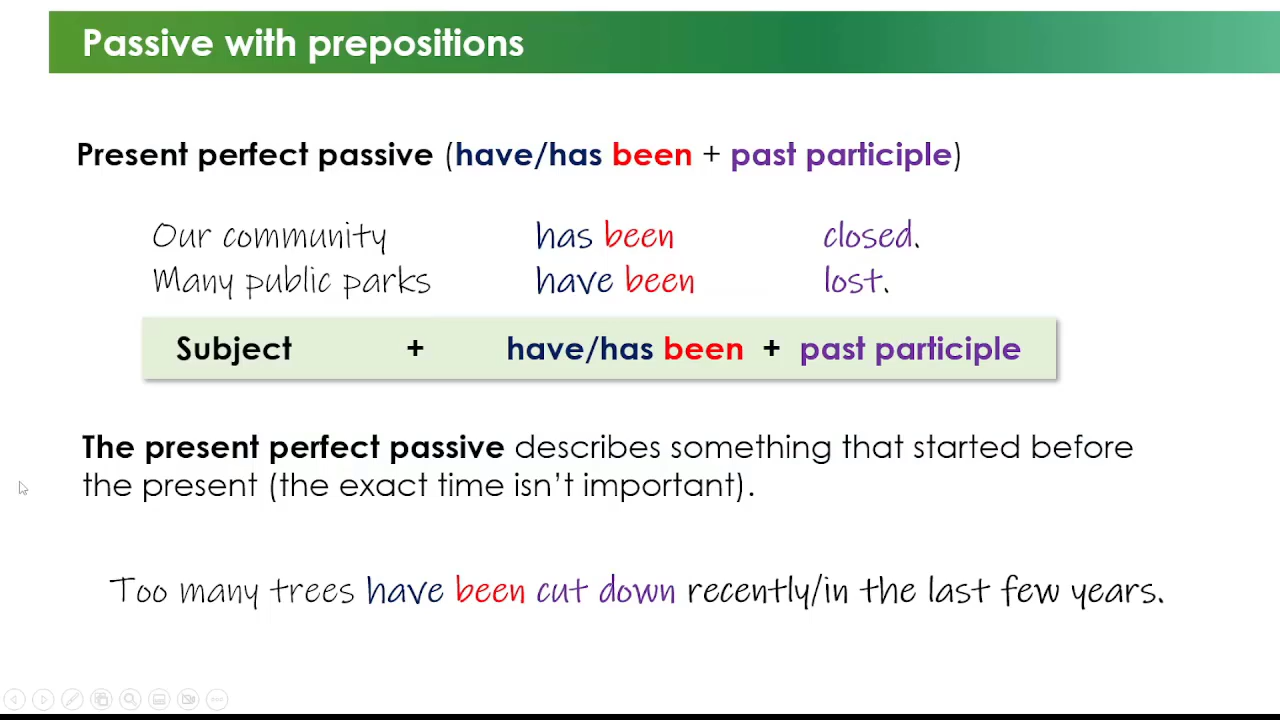 Passive with prepositions
Present perfect passive (have/has been + past participle)
Our community has been closed.
Many public parks have been lost.
Subject + have/has been + past participle
The present perfect passive describes something that started before
the present (the exact time isn't important).
Too many trees have been cut down recently/in the last few years.